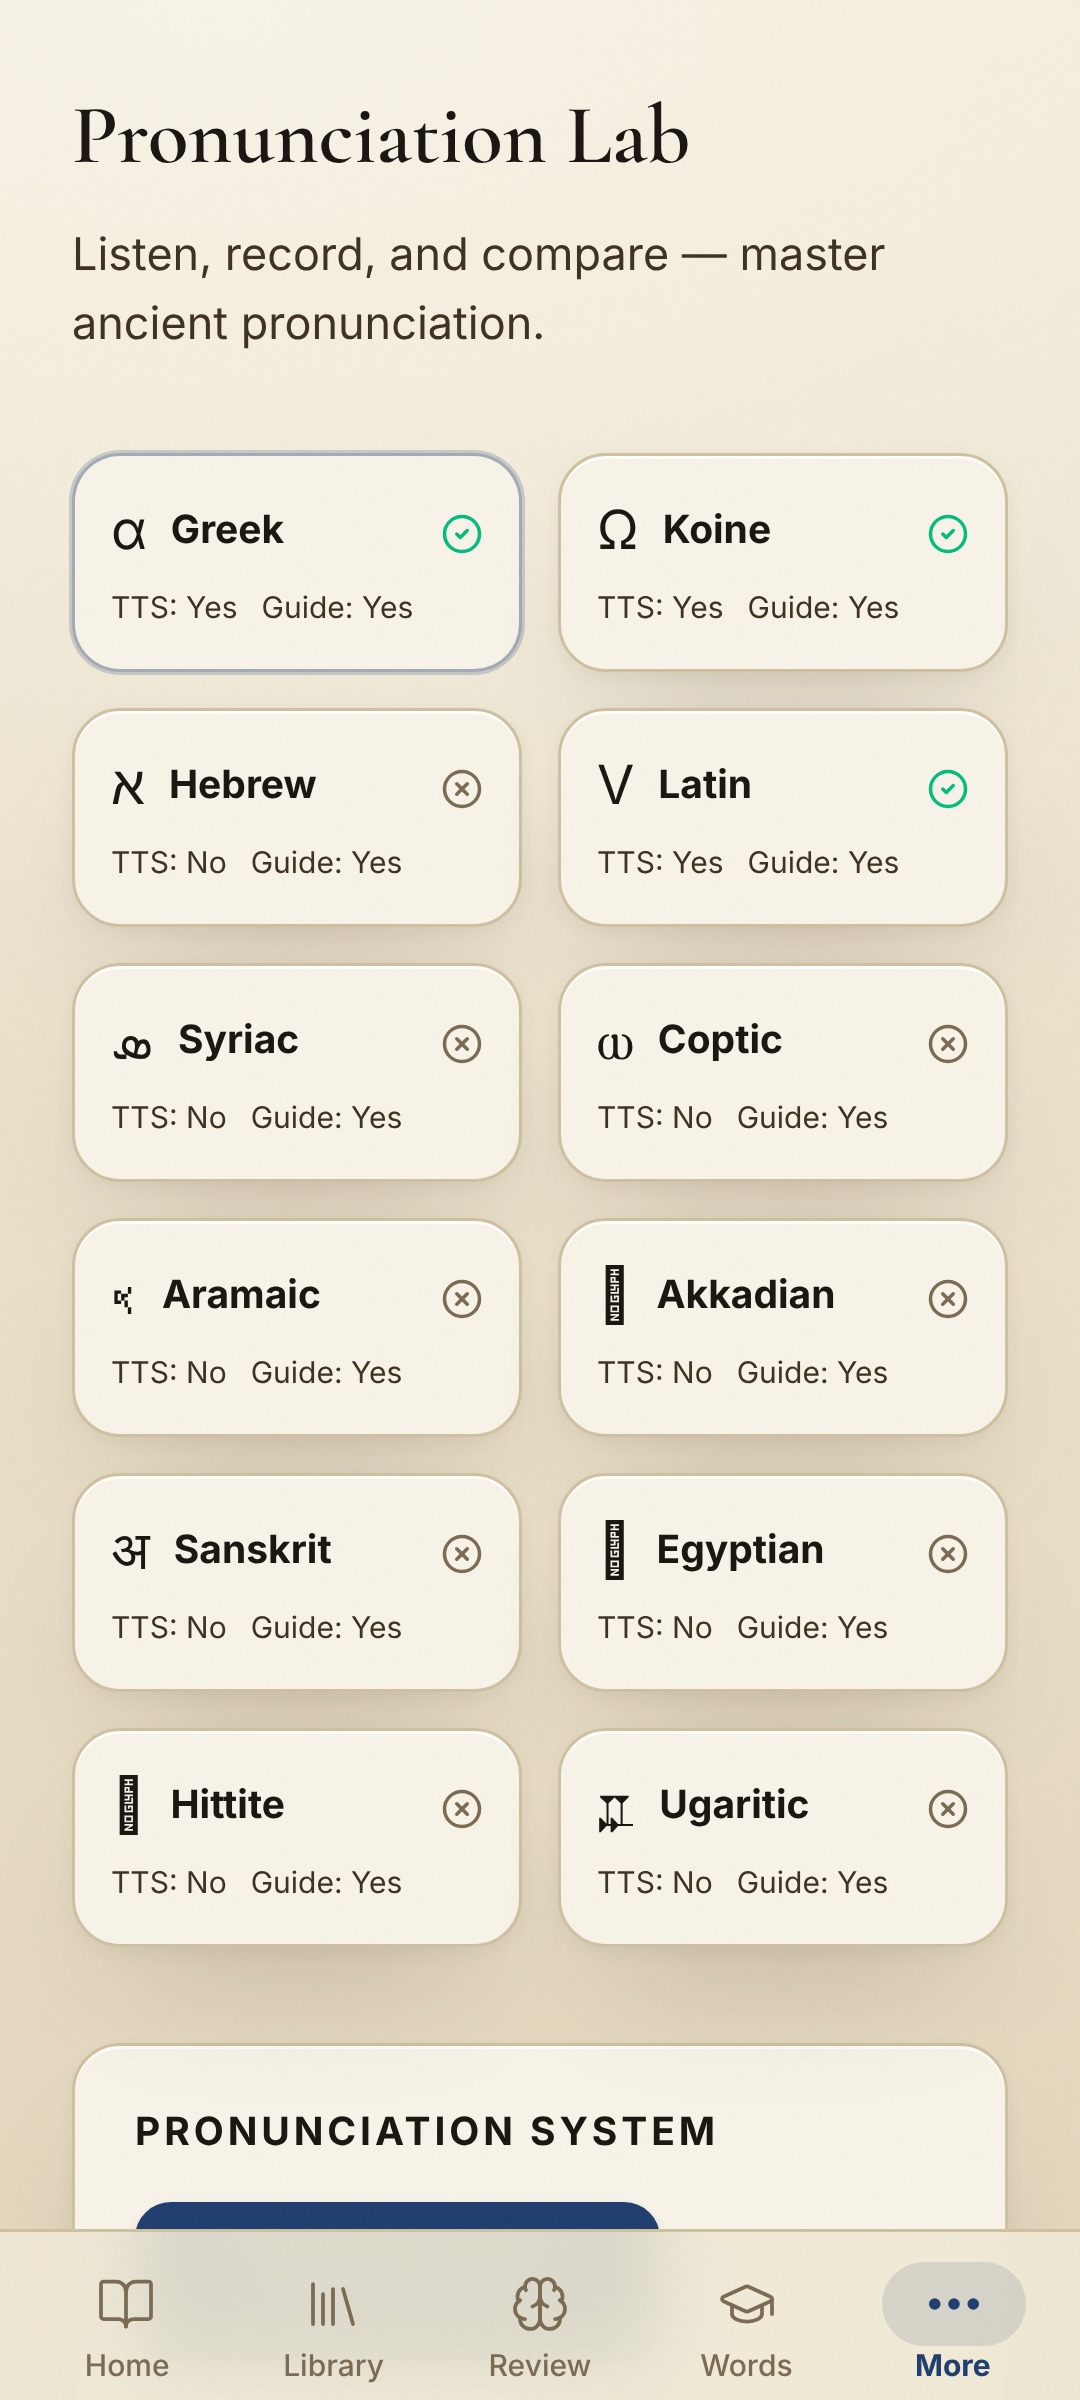 Pronunciation Lab
Listen, record, and compare — master
ancient pronunciation.
α Greek
TTS: Yes Guide: Yes
Ω Koine
TTS: Yes Guide: Yes
א Hebrew
TTS: No Guide: Yes
V Latin
TTS: Yes Guide: Yes
Syriac
TTS: No Guide: Yes
ⲱ Coptic
TTS: No Guide: Yes
Aramaic
TTS: No Guide: Yes
NO GLYPH Akkadian
TTS: No Guide: Yes
अ Sanskrit
TTS: No Guide: Yes
NO GLYPH Egyptian
TTS: No Guide: Yes
NO GLYPH Hittite
TTS: No Guide: Yes
Ugaritic
TTS: No Guide: Yes
PRONUNCIATION SYSTEM
Home
Library
Review
Words
More